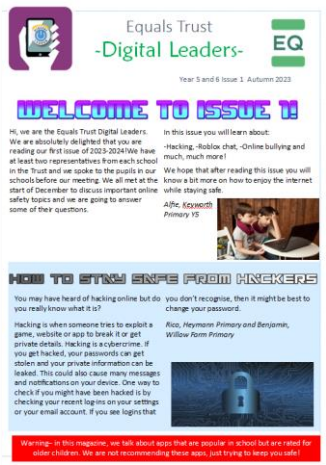 Equals Trust
-Digital Leaders-
EQ
Year 5 and 6 Issue 1 Autumn 2023
WELCOME TO ISSUE 1!
Hi, we are the Equals Trust Digital Leaders.
We are absolutely delighted that you are
reading our first issue of 2023-2024!We have
at least two representatives from each school
in the Trust and we spoke to the pupils in our
schools before our meeting. We all met at the
start of December to discuss important online
safety topics and we are going to answer
some of their questions.
In this issue you will learn about:
-Hacking, -Roblox chat, -Online bullying and
much, much more!
We hope that after reading this issue you will
know a bit more on how to enjoy the internet
while staying safe.
Alfie, Keyworth
Primary Y5
HOW TO STAY SAFE FROM HACKERS
You may have heard of hacking online but do
you really know what it is?
Hacking is when someone tries to exploit a
game, website or app to break it or get
private details. Hacking is a cybercrime. If
you get hacked, your passwords can get
stolen and your private information can be
leaked. This could also cause many messages
and notifications on your device. One way to
check if you might have been hacked is by
checking your recent log-ins on your settings
or your email account. If you see logins that
you don't recognise, then it might be best to
change your password.
Rico, Heymann Primary and Benjamin,
Willow Farm Primary
Warning– In this magazine, we talk about apps that are popular in school but are rated for
older children. We are not recommending these apps, just trying to keep you safe!